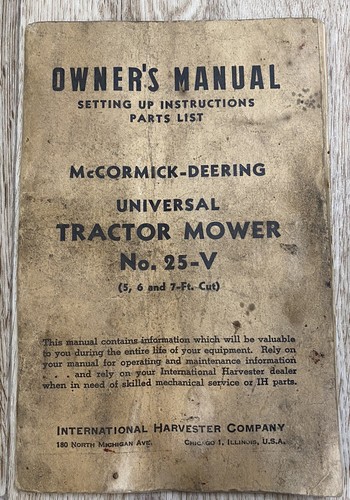 OWNER'S MANUAL
SETTING UP INSTRUCTIONS
PARTS LIST
McCORMICK-DEERING
UNIVERSAL
TRACTOR MOWER
No. 25-V
(5, 6 and 7-Ft. Cut)
This manual contains information which will be valuable
to you during the entire life of your equipment. Rely on
your manual for operating and maintenance information
. . . . and rely on your International Harvester dealer
when in need of skilled mechanical service or IH parts.
INTERNATIONAL HARVESTER COMPANY
180 NORTH MICHIGAN AVE. CHICAGO 1, ILLINOIS, U.S.A.